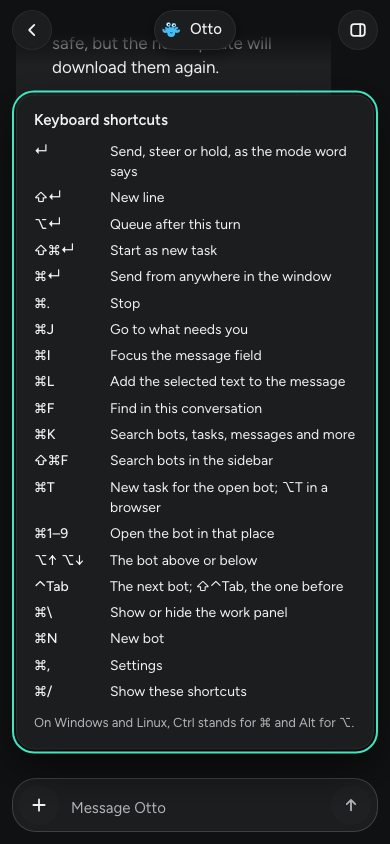 Otto
safe, but the
will
download them again.
Keyboard shortcuts
↵ Send, steer or hold, as the mode word
says
⇧↵ New line
⌥↵ Queue after this turn
⇧⌘↵ Start as new task
⌘↵ Send from anywhere in the window
⌘. Stop
⌘J Go to what needs you
⌘I Focus the message field
⌘L Add the selected text to the message
⌘F Find in this conversation
⌘K Search bots, tasks, messages and more
⇧⌘F Search bots in the sidebar
⌘T New task for the open bot; ⌥T in a
browser
⌘1–9 Open the bot in that place
⌥↑ ⌥↓ The bot above or below
^Tab The next bot; ⇧^Tab, the one before
⌘\ Show or hide the work panel
⌘N New bot
⌘, Settings
⌘/ Show these shortcuts
On Windows and Linux, Ctrl stands for ⌘ and Alt for ⌥.
Message Otto